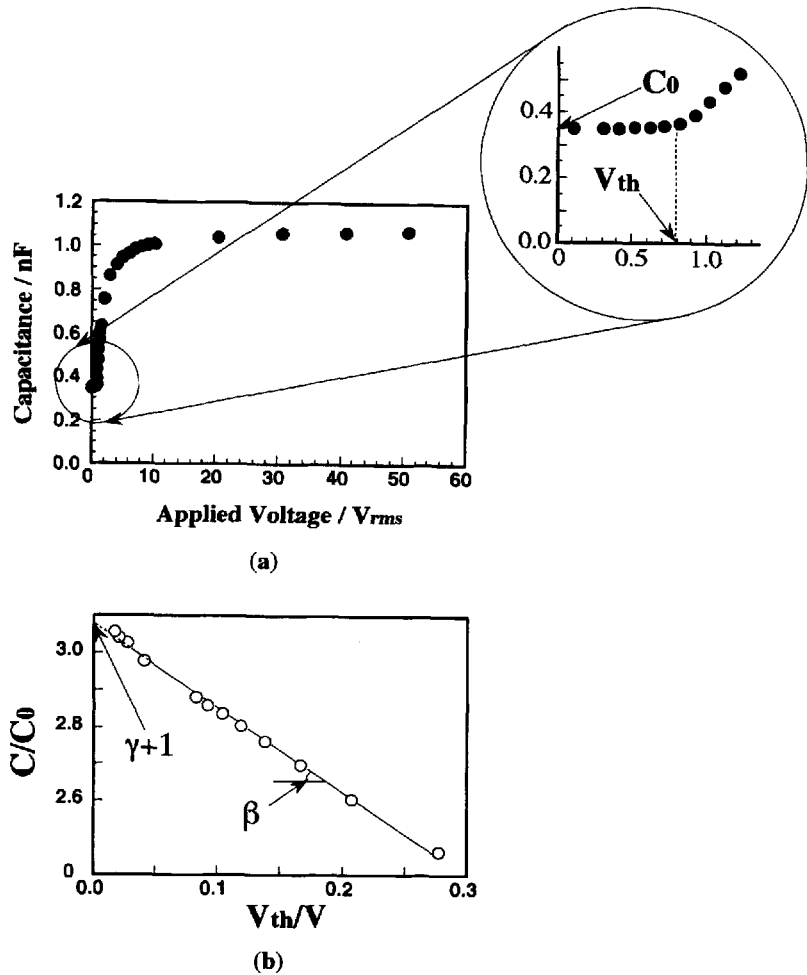 C0
0.4
0.2
0.0
Vth
0 0.5 1.0
Capacitance / nF
1.2
1.0
0.8
0.6
0.4
0.2
0.0
0 10 20 30 40 50 60
Applied Voltage / Vrms
(a)
C/C0
3.0
2.8
2.6
0
γ+1
β
0.0 0.1 0.2 0.3
Vth/V
(b)